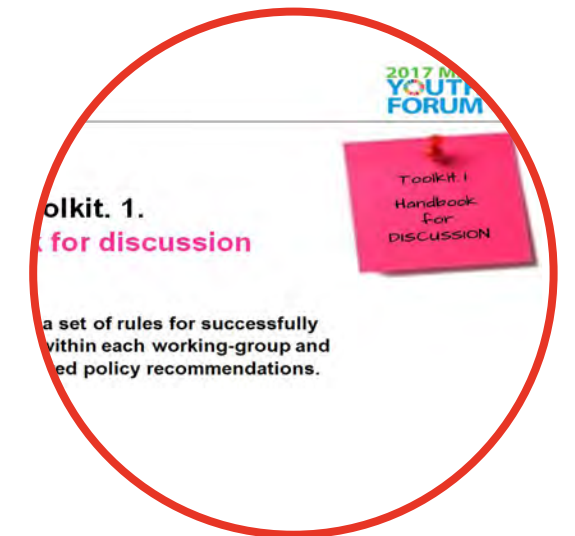 2017 M
YOUTH
FORUM
Toolkit. 1
Handbook
for
DISCUSSION
olkit. 1.
for discussion
a set of rules for successfully
within each working-group and
ed policy recommendations.